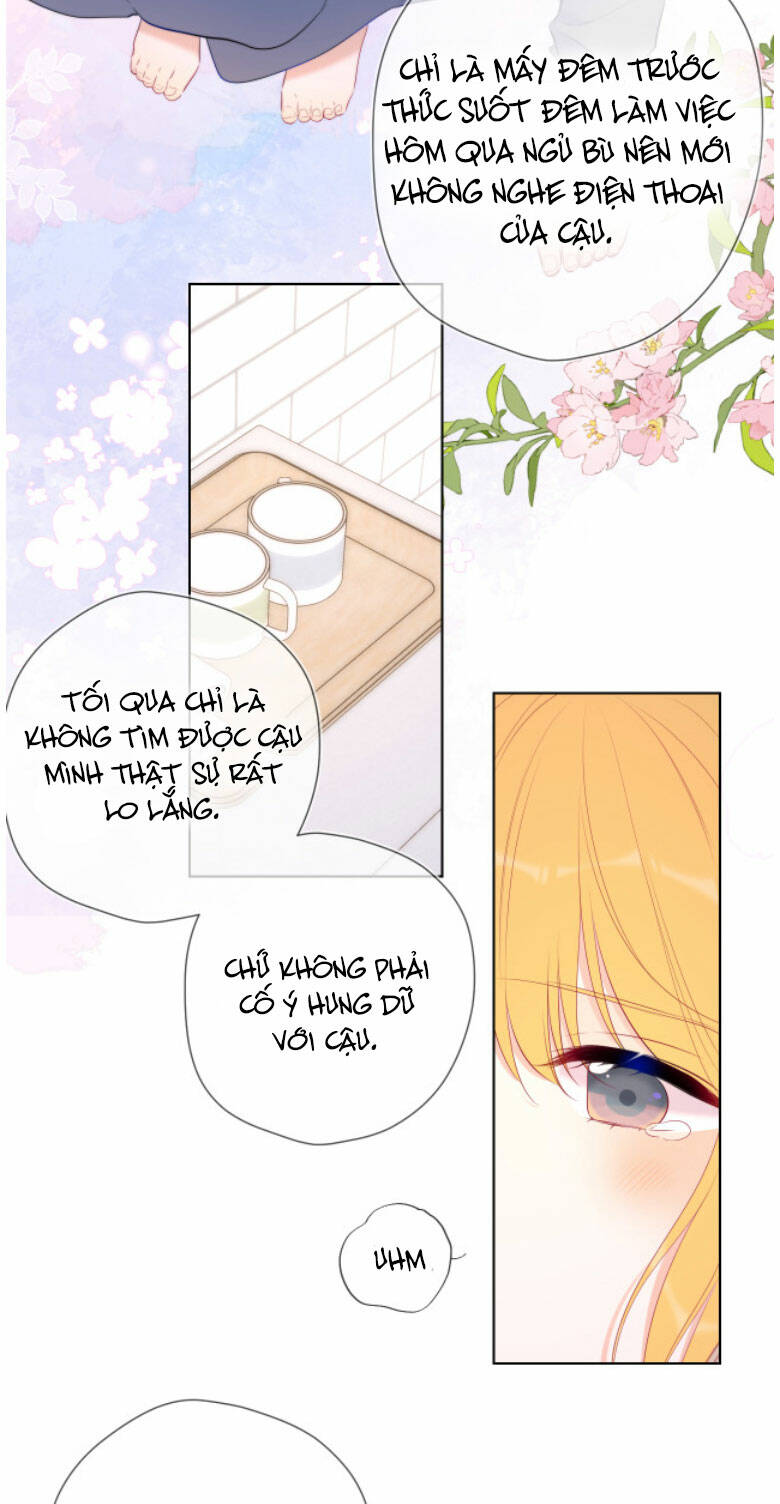 CHỈ LÀ MẤY ĐÊM TRƯỚC
THỨC SUỐT ĐÊM LÀM VIỆC
HÔM QUA NGỦ BÙ NÊN MỚI
KHÔNG NGHE ĐIỆN THOẠI
CỦA CẬU.
TỐI QUA CHỈ LÀ
KHÔNG TÌM ĐƯỢC CẬU
MÌNH THẬT SỰ RẤT
LO LẮNG.
CHỨ KHÔNG PHẢI
CỐ Ý HUNG DỮ
VỚI CẬU.
UHM